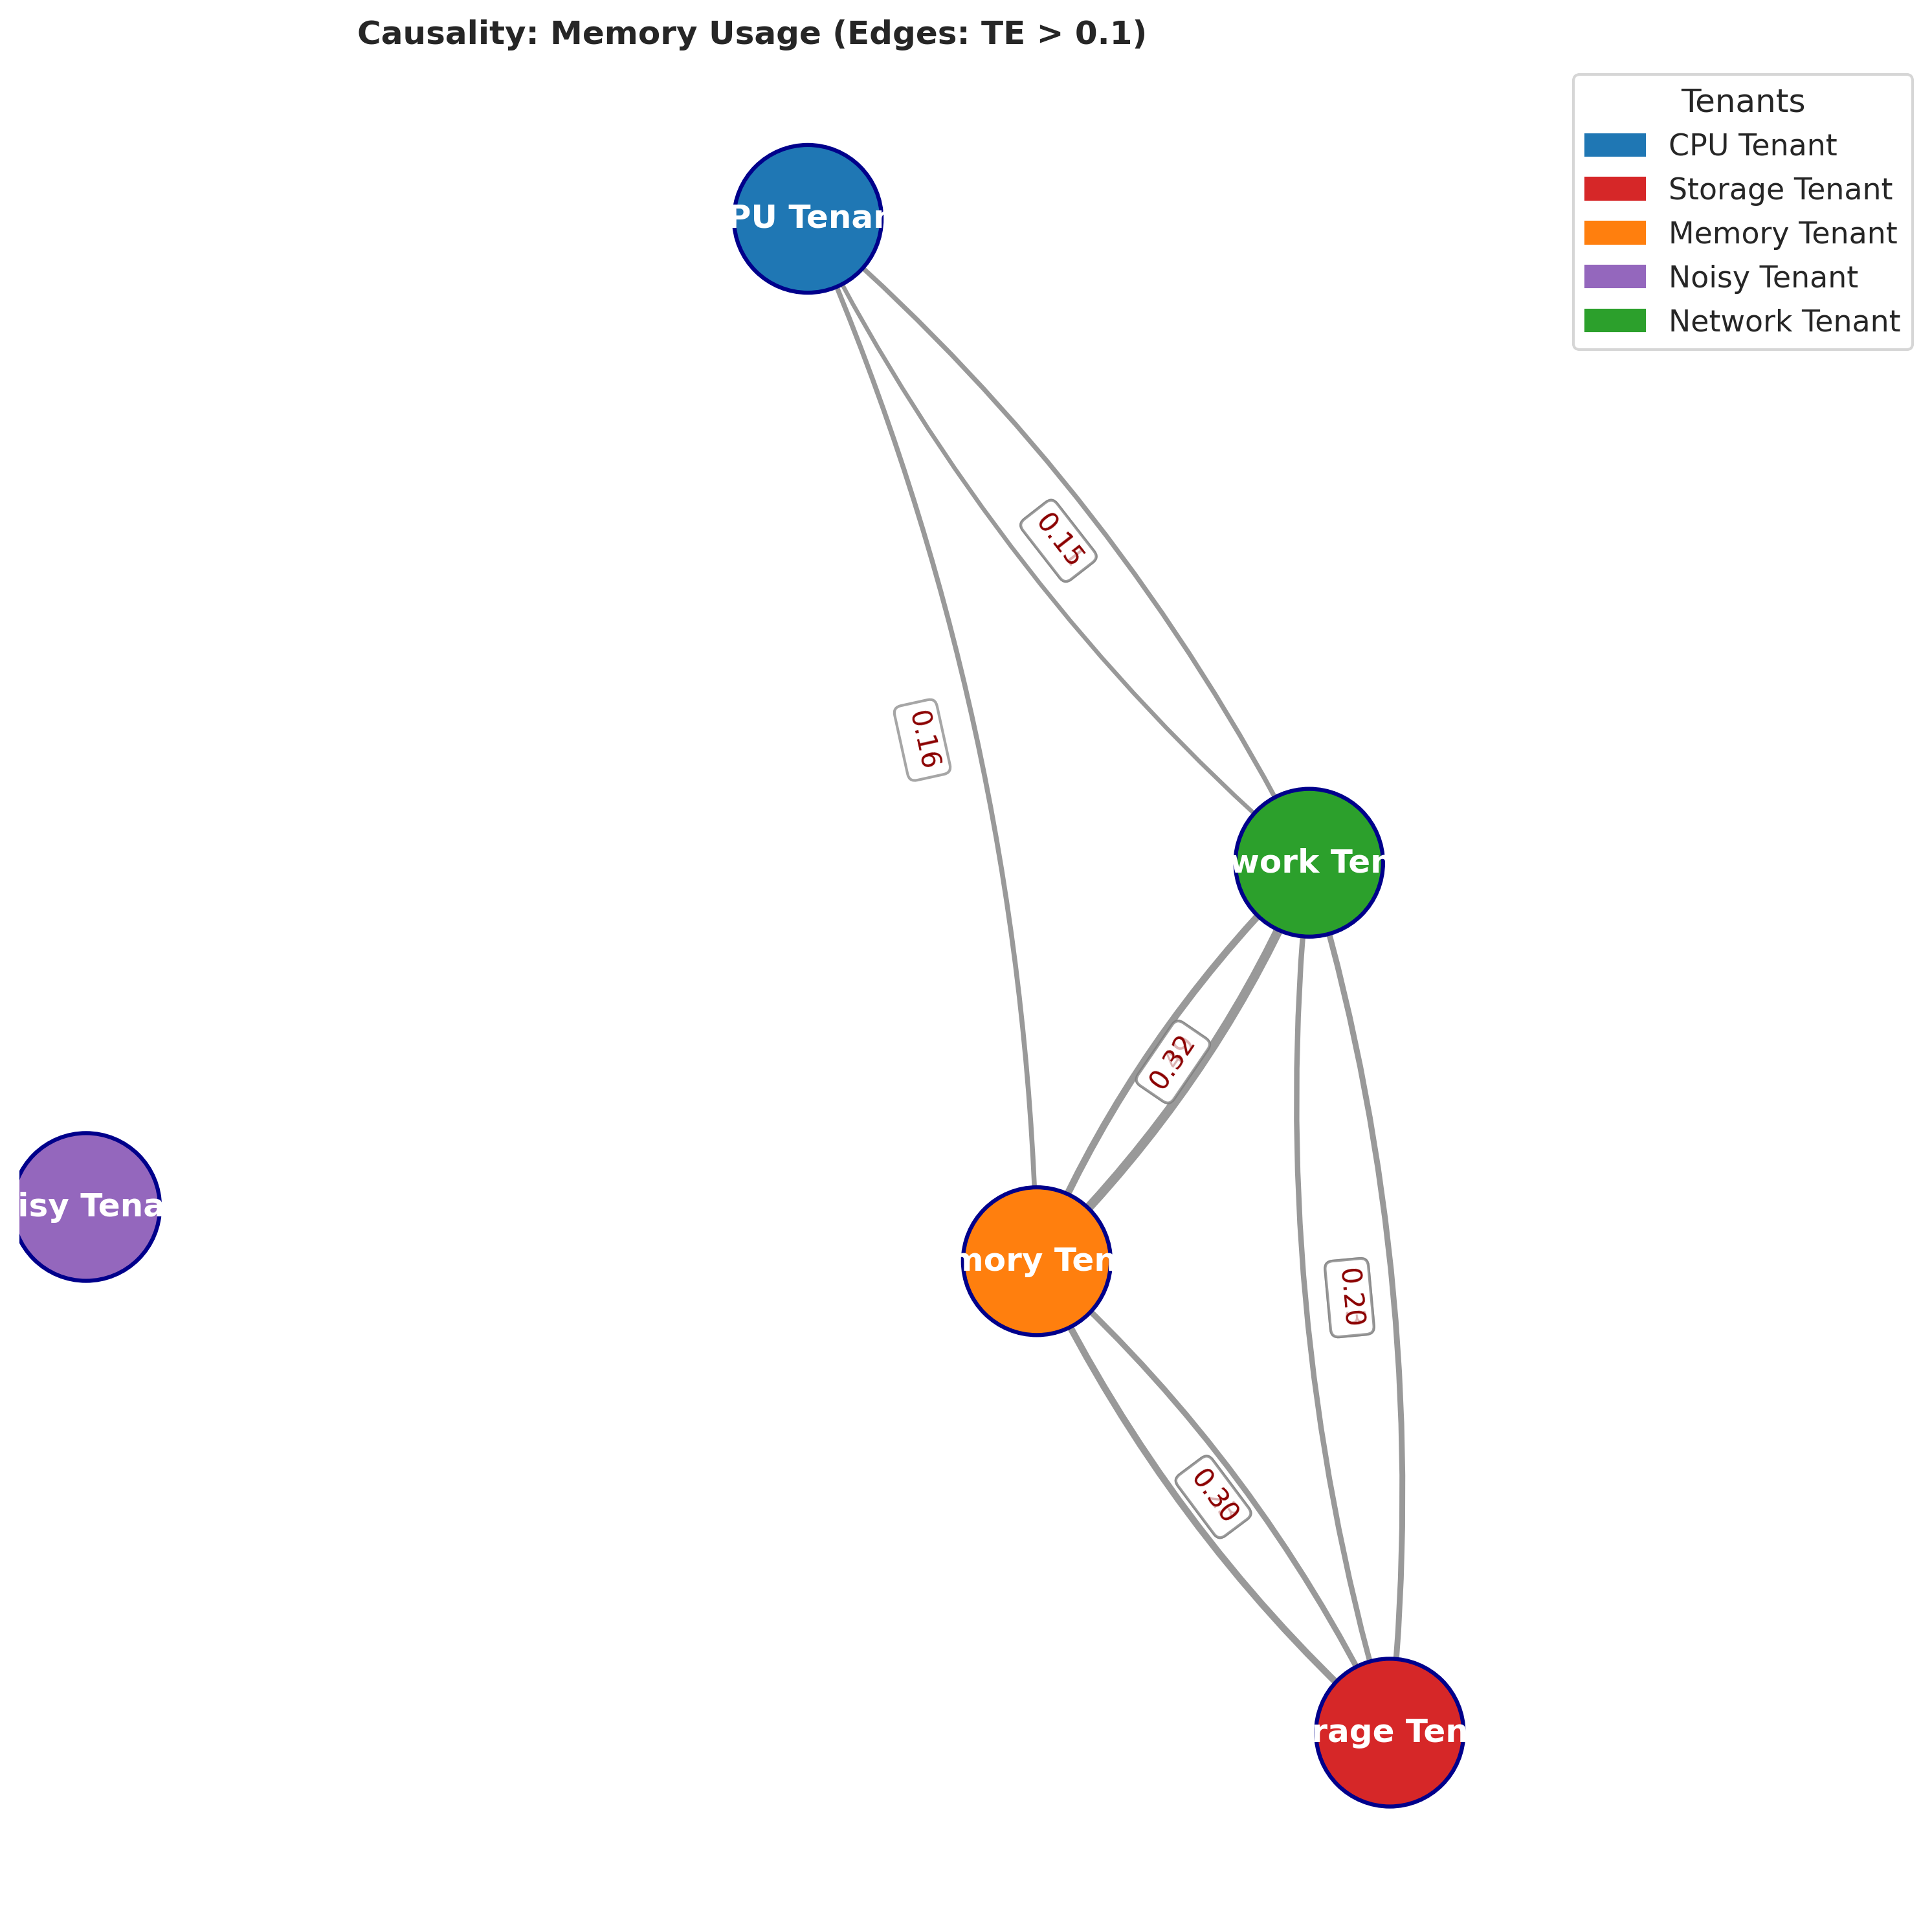 Causality: Memory Usage (Edges: TE > 0.1)
Tenants
CPU Tenant
Storage Tenant
Memory Tenant
Noisy Tenant
Network Tenant
PU Tenan
0.15
0.16
work Ten
0.32
isy Tena
mory Ten
0.20
0.30
rage Ten